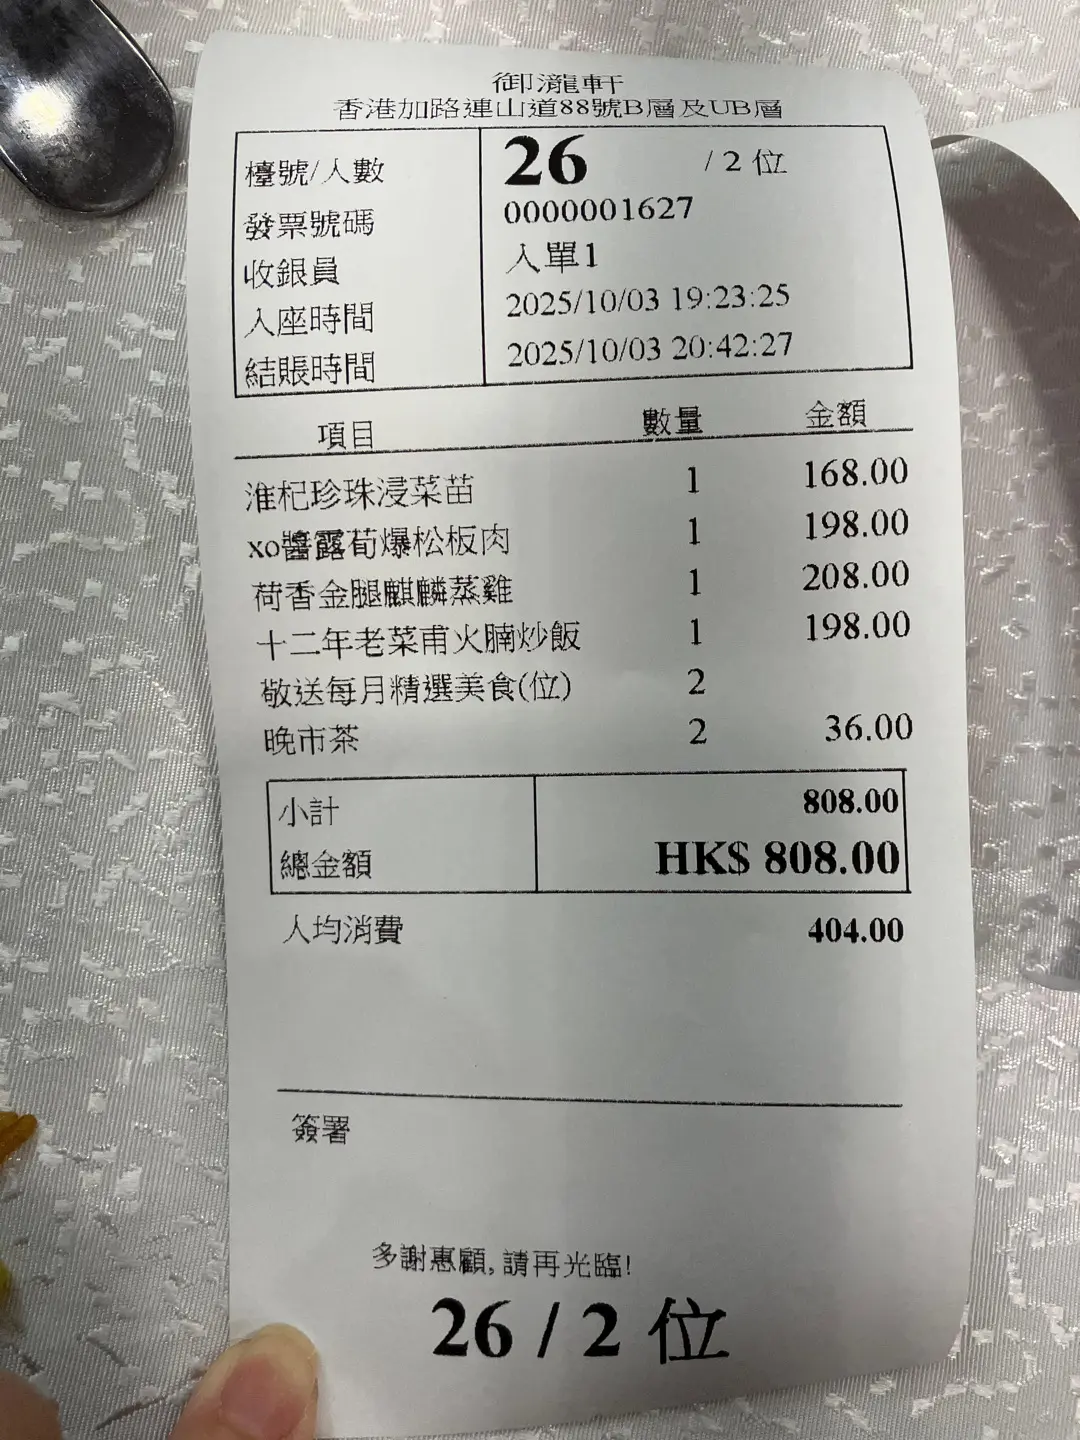 御瀧軒
香港加路連山道88號B層及UB層
檯號/人數 26 / 2 位
發票號碼 0000001627
收銀員 入單1
入座時間 2025/10/03 19:23:25
結賬時間 2025/10/03 20:42:27
項目 數量 金額
淮杞珍珠浸菜苗 1 168.00
xo醬露荀爆松板肉 1 198.00
荷香金腿麒麟蒸雞 1 208.00
十二年老菜甫火腩炒飯 1 198.00
敬送每月精選美食(位) 2
晚市茶 2 36.00
小計 808.00
總金額 HK$ 808.00
人均消費 404.00
簽署
多謝惠顧, 請再光臨!
26 / 2 位